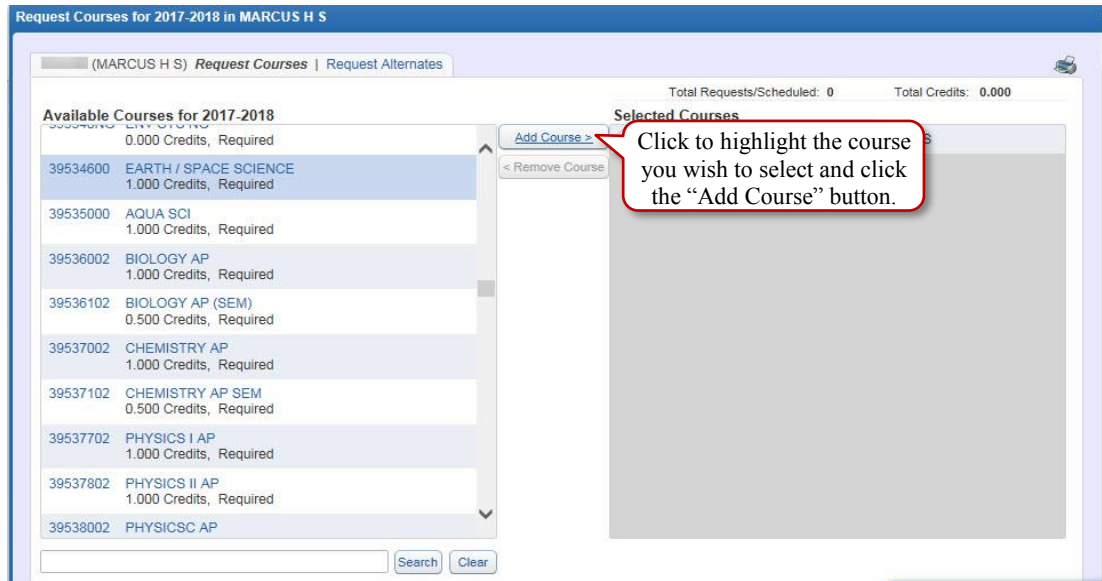 Request Courses for 2017-2018 in MARCUS H S
(MARCUS H S) Request Courses | Request Alternates
Total Requests/Scheduled: 0 Total Credits: 0.000
Available Courses for 2017-2018
Selected Courses
0.000 Credits, Required
39534600 EARTH / SPACE SCIENCE
1.000 Credits, Required
39535000 AQUA SCI
1.000 Credits, Required
39536002 BIOLOGY AP
1.000 Credits, Required
39536102 BIOLOGY AP (SEM)
0.500 Credits, Required
39537002 CHEMISTRY AP
1.000 Credits, Required
39537102 CHEMISTRY AP SEM
0.500 Credits, Required
39537702 PHYSICS I AP
1.000 Credits, Required
39537802 PHYSICS II AP
1.000 Credits, Required
39538002 PHYSICSC AP
Search Clear
Add Course >
< Remove Course
Click to highlight the course
you wish to select and click
the “Add Course” button.